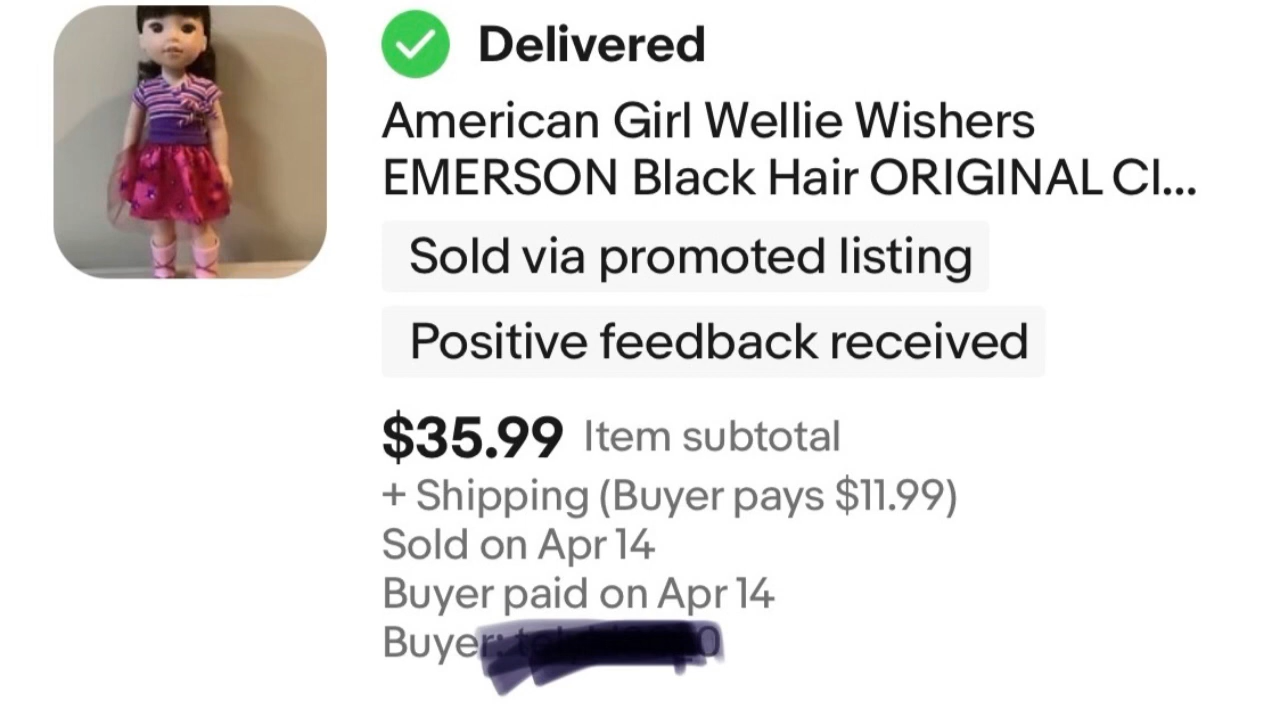 Delivered
American Girl Wellie Wishers
EMERSON Black Hair ORIGINAL Cl...
Sold via promoted listing
Positive feedback received
$35.99 Item subtotal
+ Shipping (Buyer pays $11.99)
Sold on Apr 14
Buyer paid on Apr 14
Buyer: